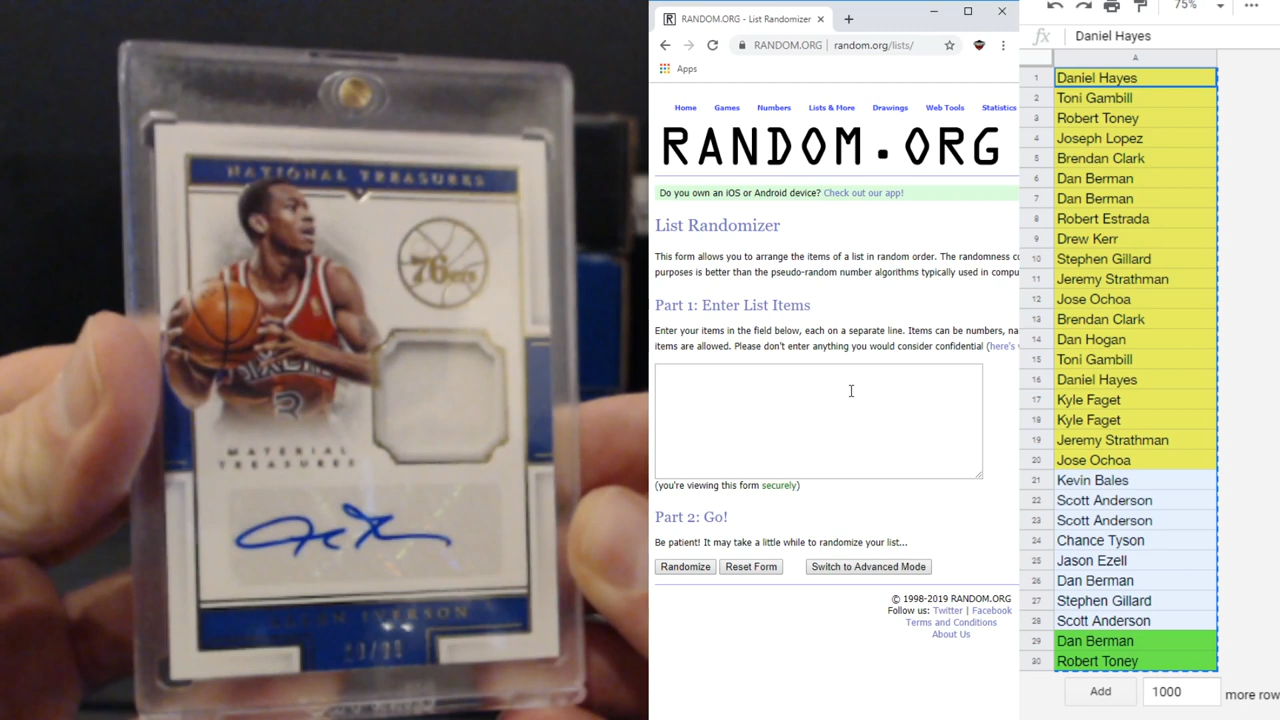 NATIONAL TREASURES
76ers
SIXERS
3
MATERIAL
TREASURES
ALLEN IVERSON
RANDOM.ORG - List Randomizer
RANDOM.ORG
random.org/lists/
Apps
Home Games Numbers Lists & More Drawings Web Tools Statistics
RANDOM.ORG
Do you own an iOS or Android device? Check out our app!
List Randomizer
This form allows you to arrange the items of a list in random order. The randomness co
purposes is better than the pseudo-random number algorithms typically used in compu
Part 1: Enter List Items
Enter your items in the field below, each on a separate line. Items can be numbers, na
items are allowed. Please don't enter anything you would consider confidential (here's
(you're viewing this form securely)
Part 2: Go!
Be patient! It may take a little while to randomize your list...
Randomize Reset Form Switch to Advanced Mode
© 1998-2019 RANDOM.ORG
Follow us: Twitter | Facebook
Terms and Conditions
About Us
75%
fx Daniel Hayes
A
1 Daniel Hayes
2 Toni Gambill
3 Robert Toney
4 Joseph Lopez
5 Brendan Clark
6 Dan Berman
7 Dan Berman
8 Robert Estrada
9 Drew Kerr
10 Stephen Gillard
11 Jeremy Strathman
12 Jose Ochoa
13 Brendan Clark
14 Dan Hogan
15 Toni Gambill
16 Daniel Hayes
17 Kyle Faget
18 Kyle Faget
19 Jeremy Strathman
20 Jose Ochoa
21 Kevin Bales
22 Scott Anderson
23 Scott Anderson
24 Chance Tyson
25 Jason Ezell
26 Dan Berman
27 Stephen Gillard
28 Scott Anderson
29 Dan Berman
30 Robert Toney
Add 1000 more row